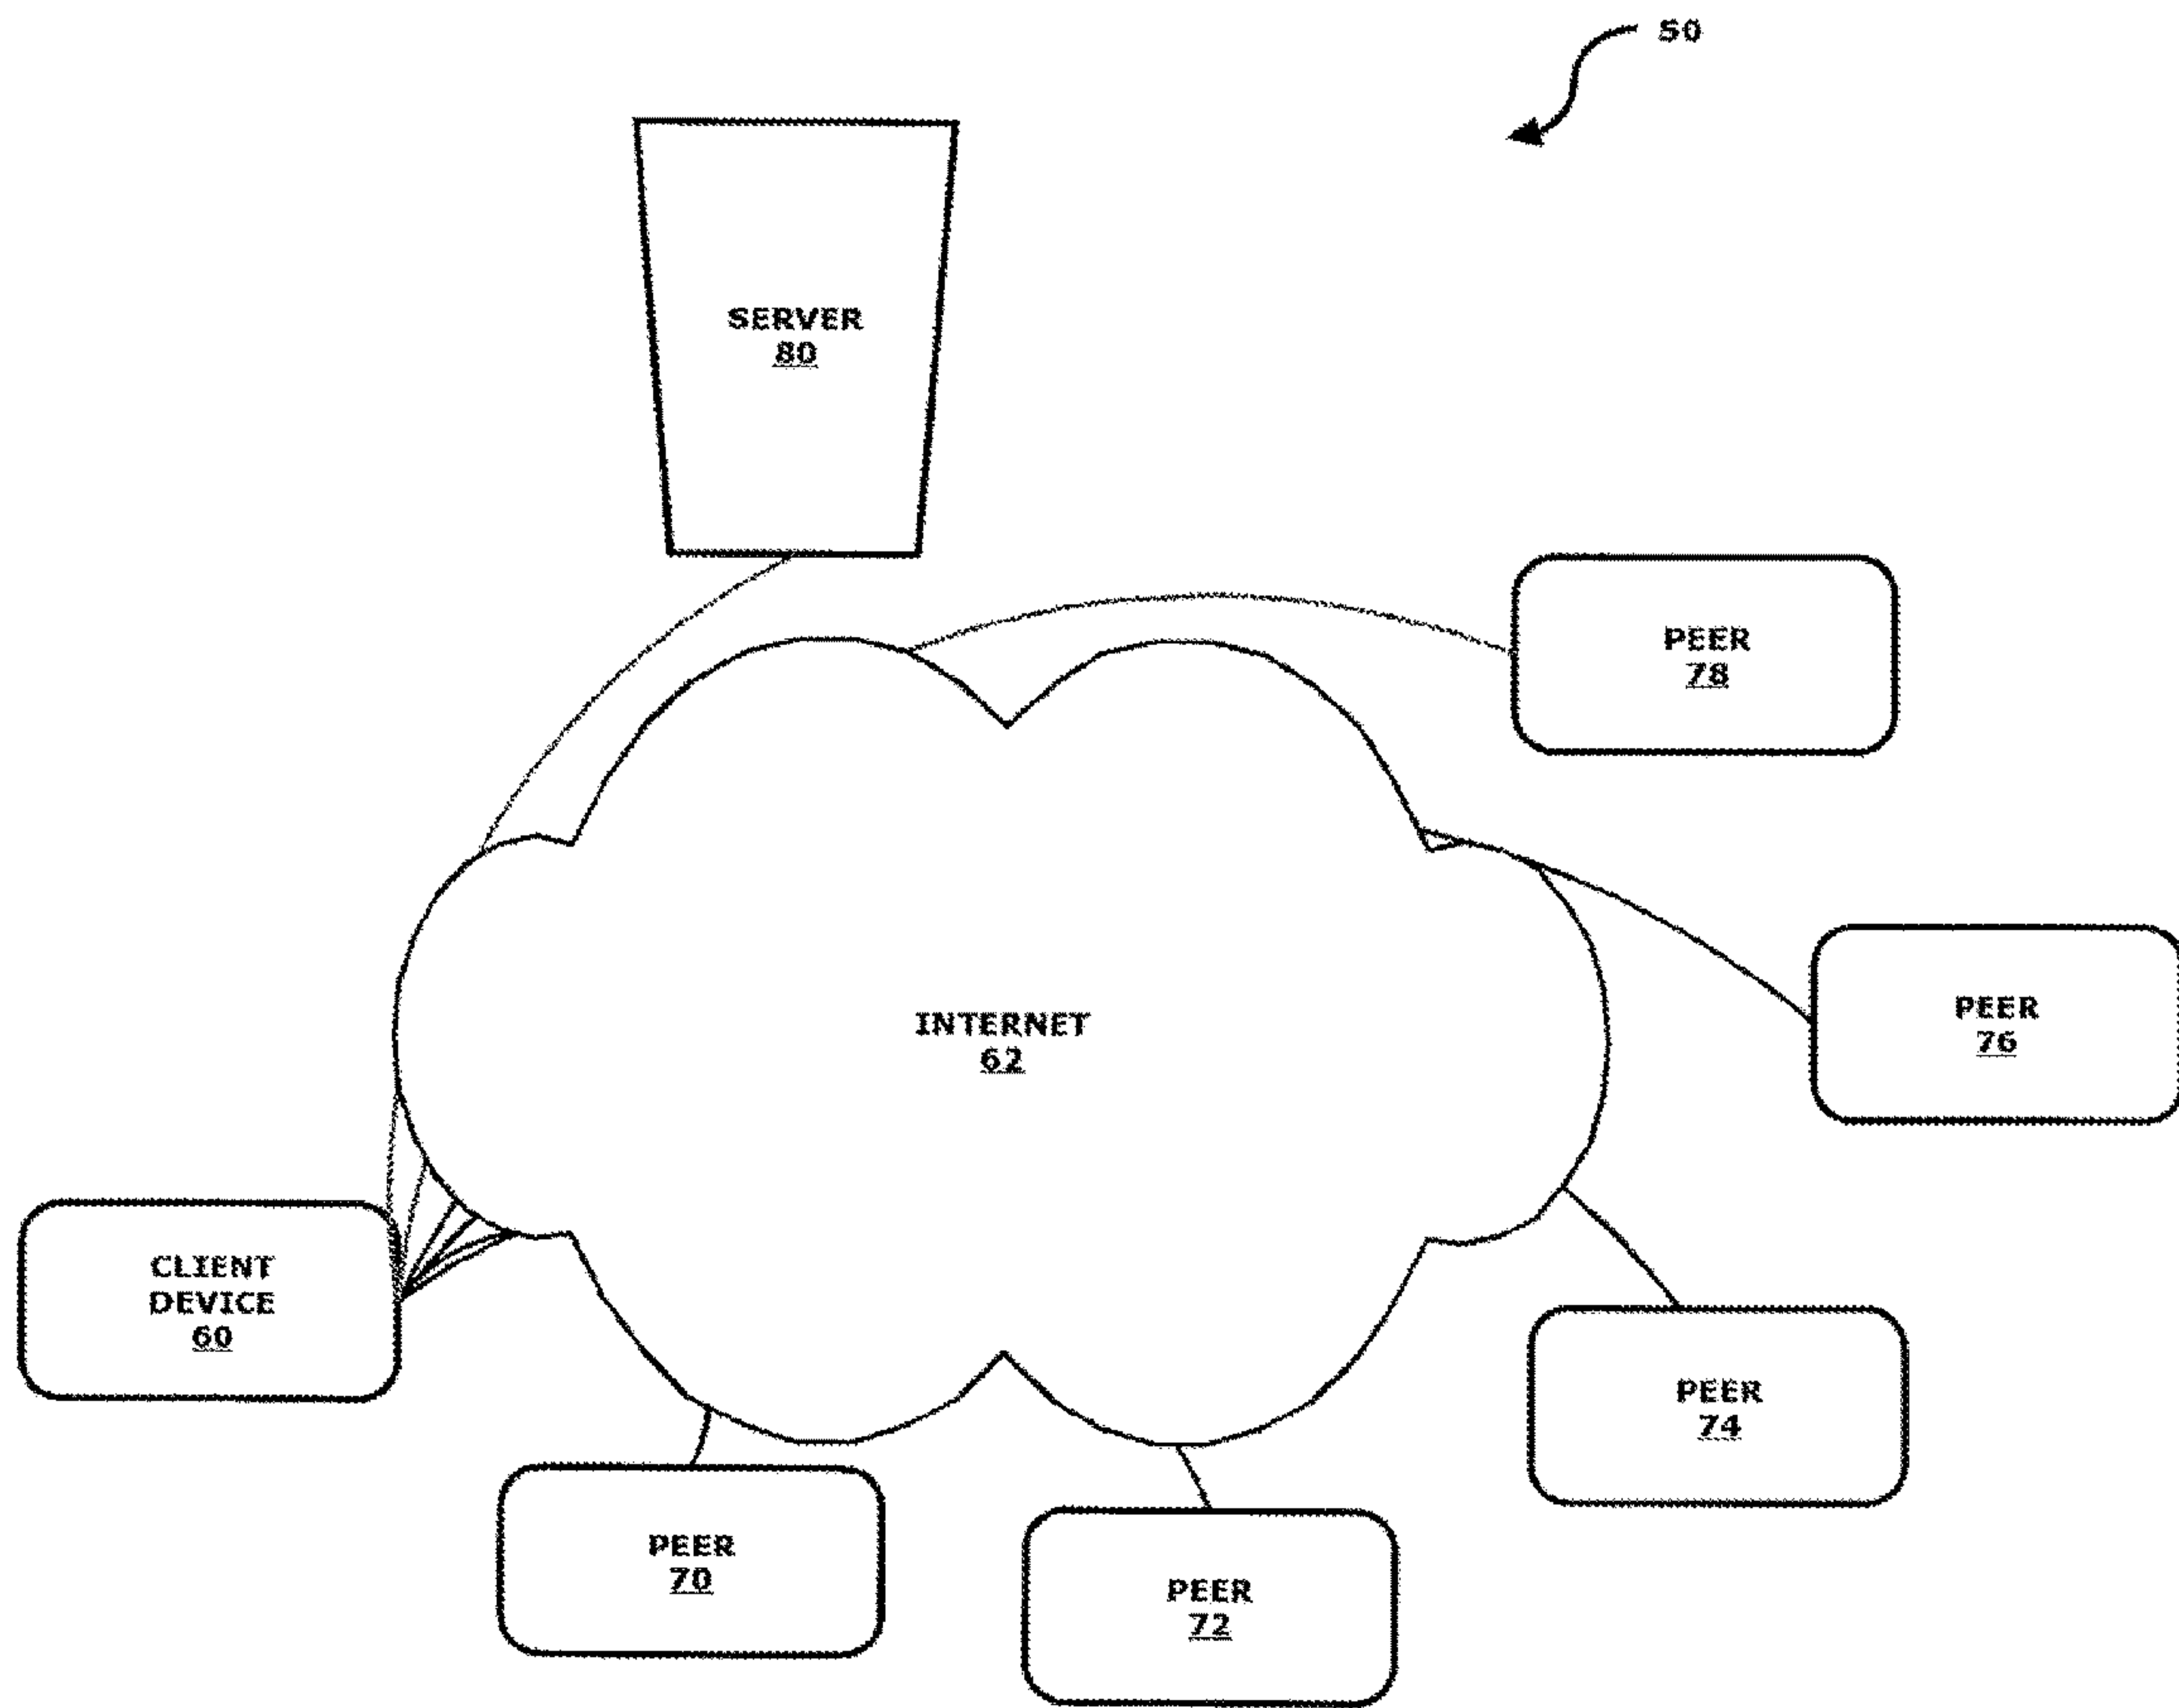 50
SERVER
80
PEER
78
PEER
76
INTERNET
62
CLIENT
DEVICE
60
PEER
74
PEER
70
PEER
72